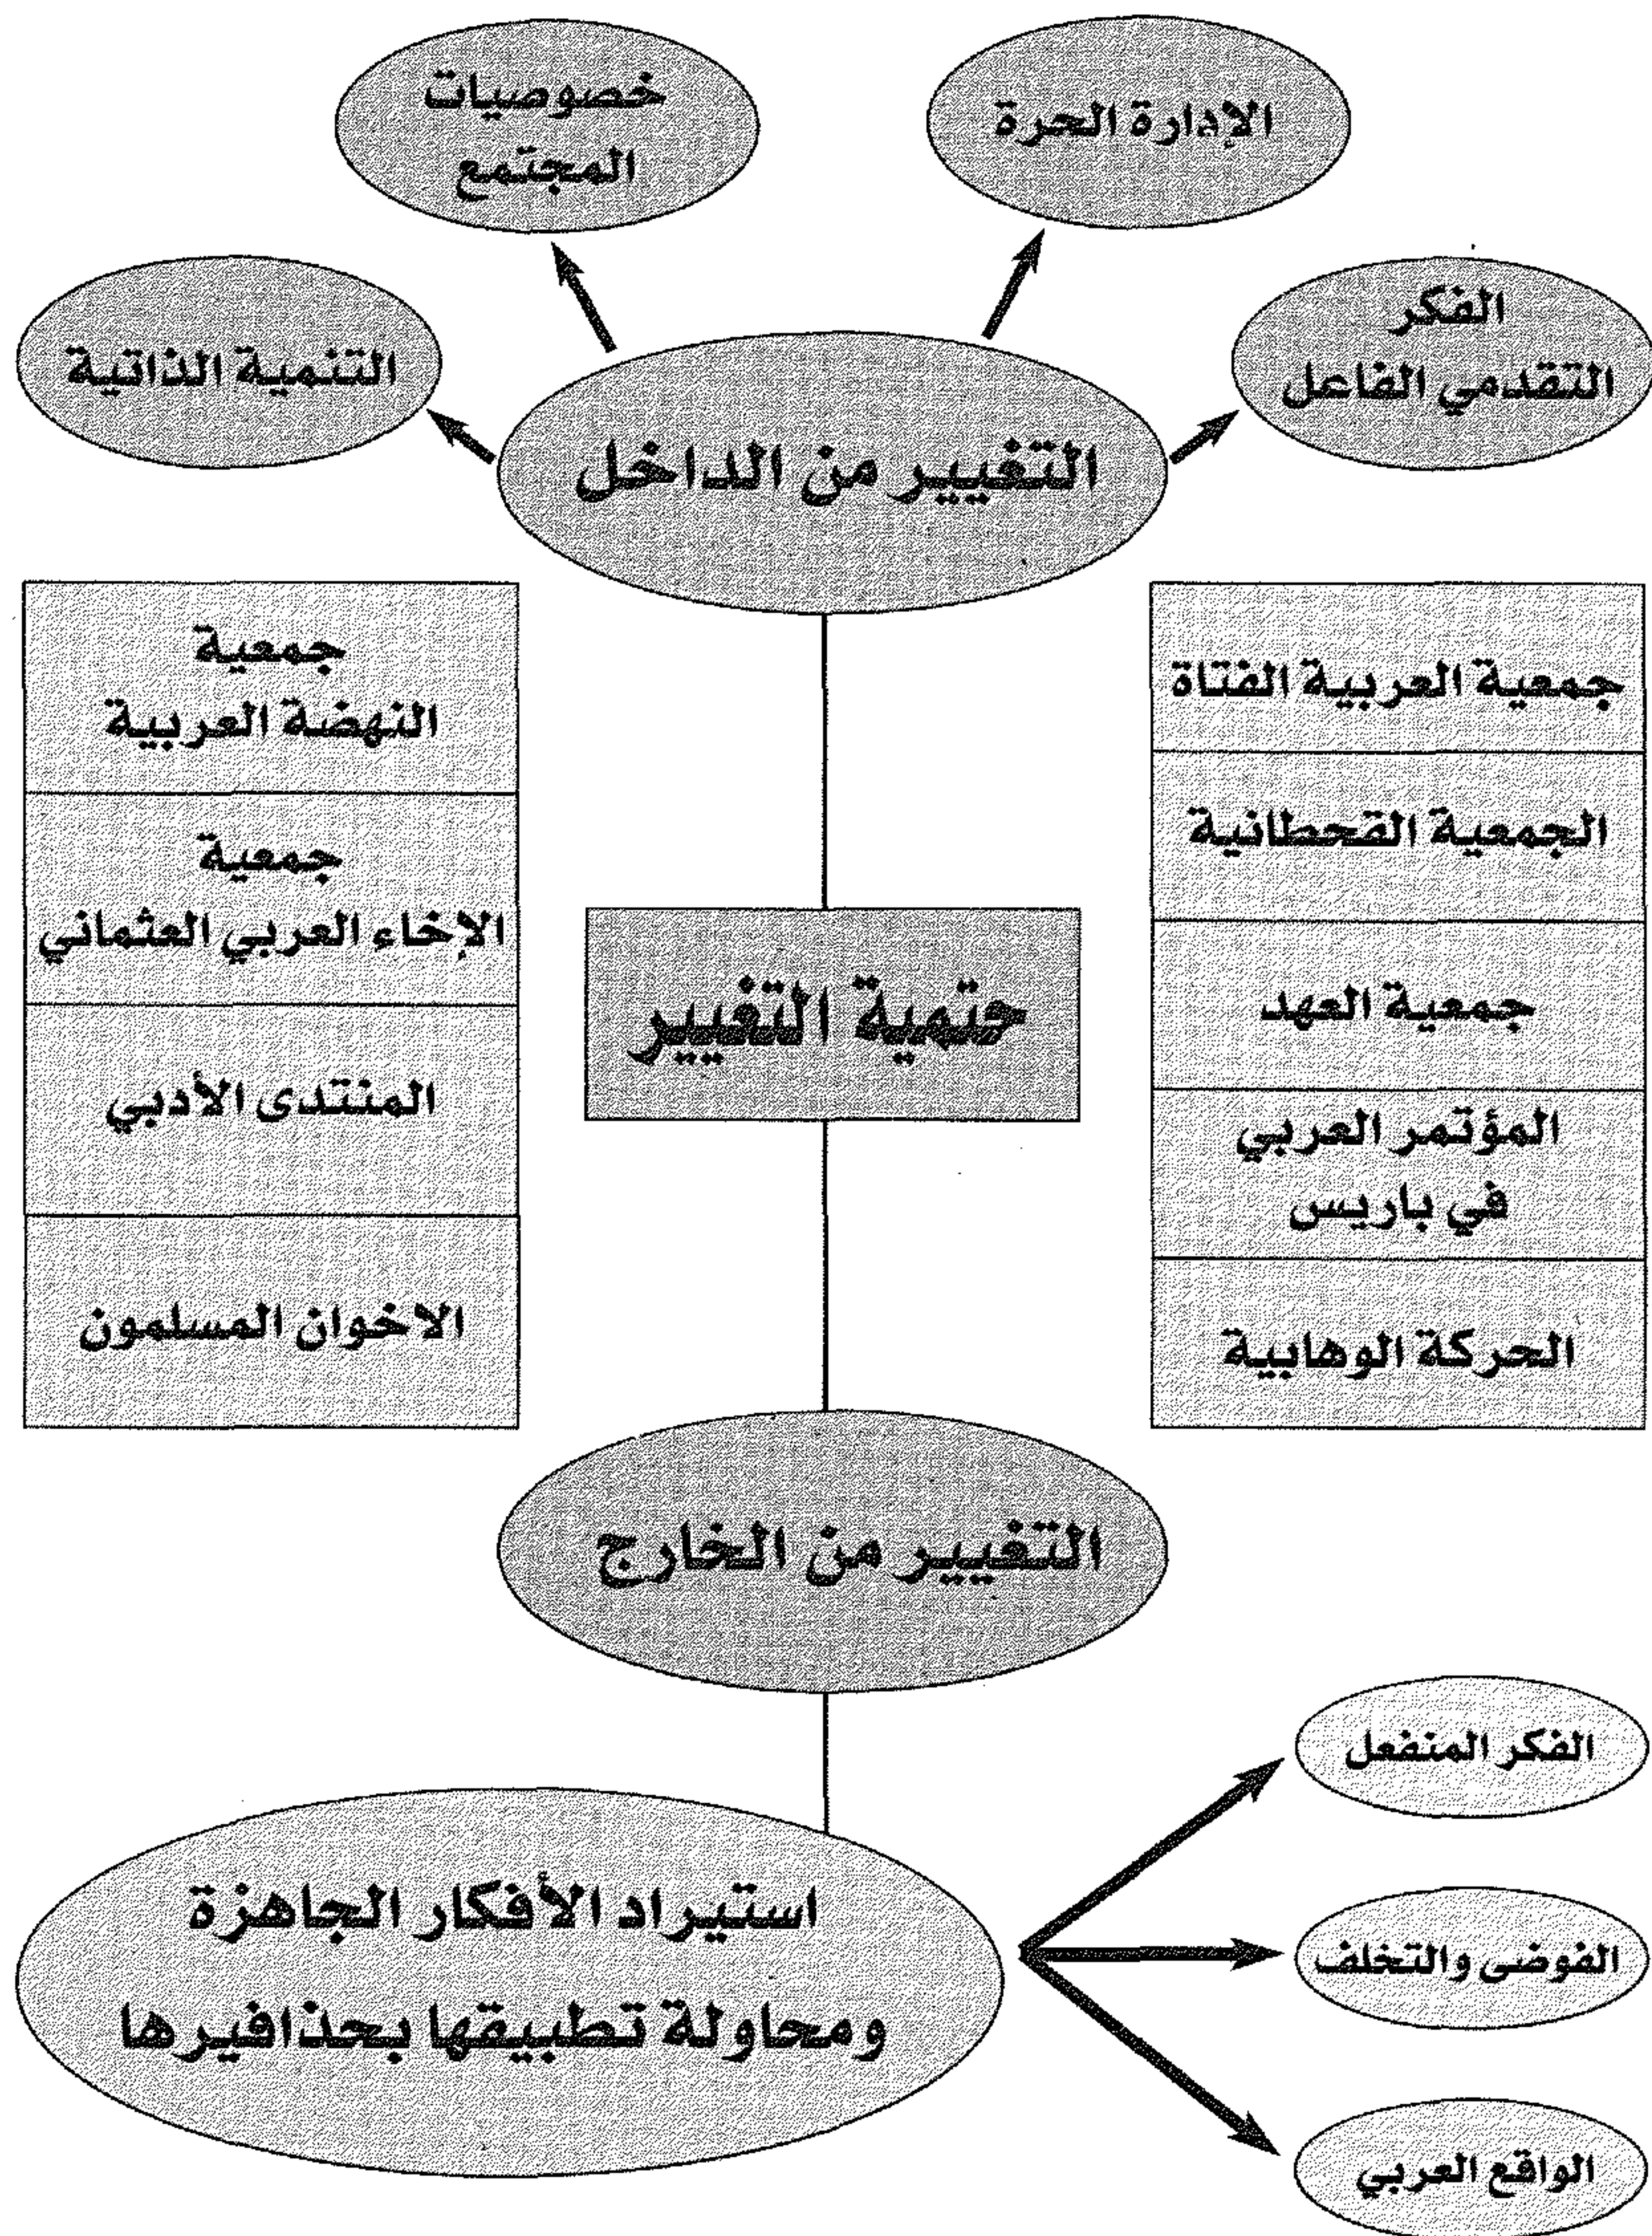 الإدارة الحرة
خصوصيات
المجتمع
الفكر
التقدمي الفاعل
التنمية الذاتية
التغيير من الداخل
جمعية العربية الفتاة
الجمعية القحطانية
جمعية العهد
المؤتمر العربي
في باريس
الحركة الوهابية
حتمية التغيير
جمعية
النهضة العربية
جمعية
الإخاء العربي العثماني
المنتدى الأدبي
الاخوان المسلمون
التغيير من الخارج
استيراد الأفكار الجاهزة
ومحاولة تطبيقها بحذافيرها
الفكر المنفعل
الفوضى والتخلف
الواقع العربي